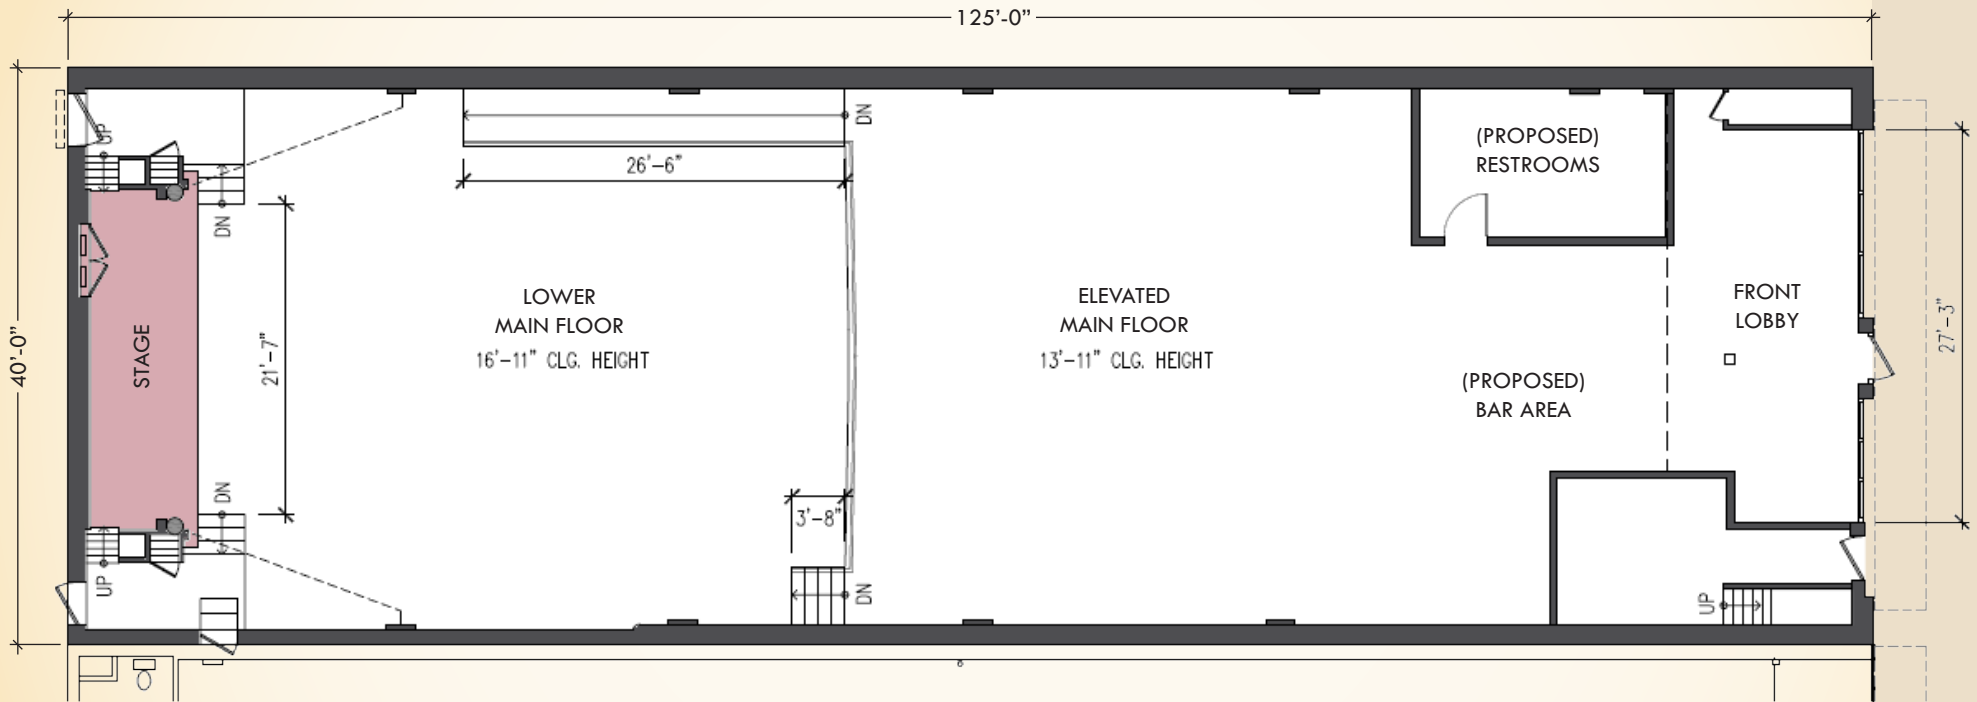 125'-0"
UP
DN
(PROPOSED)
RESTROOMS
26'-6"
DN
LOWER
MAIN FLOOR
16'-11" CLG. HEIGHT
ELEVATED
MAIN FLOOR
13'-11" CLG. HEIGHT
FRONT
LOBBY
27'-3"
40'-0"
STAGE
21'-7"
(PROPOSED)
BAR AREA
DN
3'-8"
UP
DN
UP